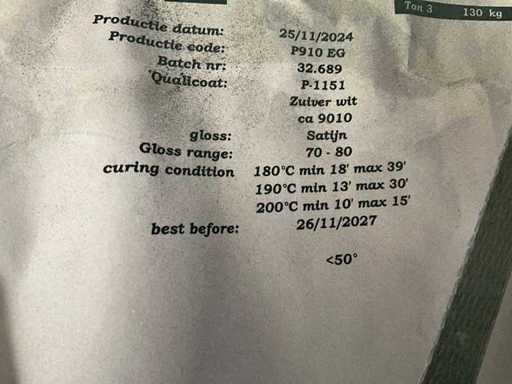 Ton 3 130 kg
Productie datum: 25/11/2024
Productie code: P910 EG
Batch nr: 32.689
Qualicoat: P-1151
Zuiver wit
ca 9010
gloss: Satijn
Gloss range: 70 - 80
curing condition 180°C min 18' max 39'
190°C min 13' max 30'
200°C min 10' max 15'
best before: 26/11/2027
<50°